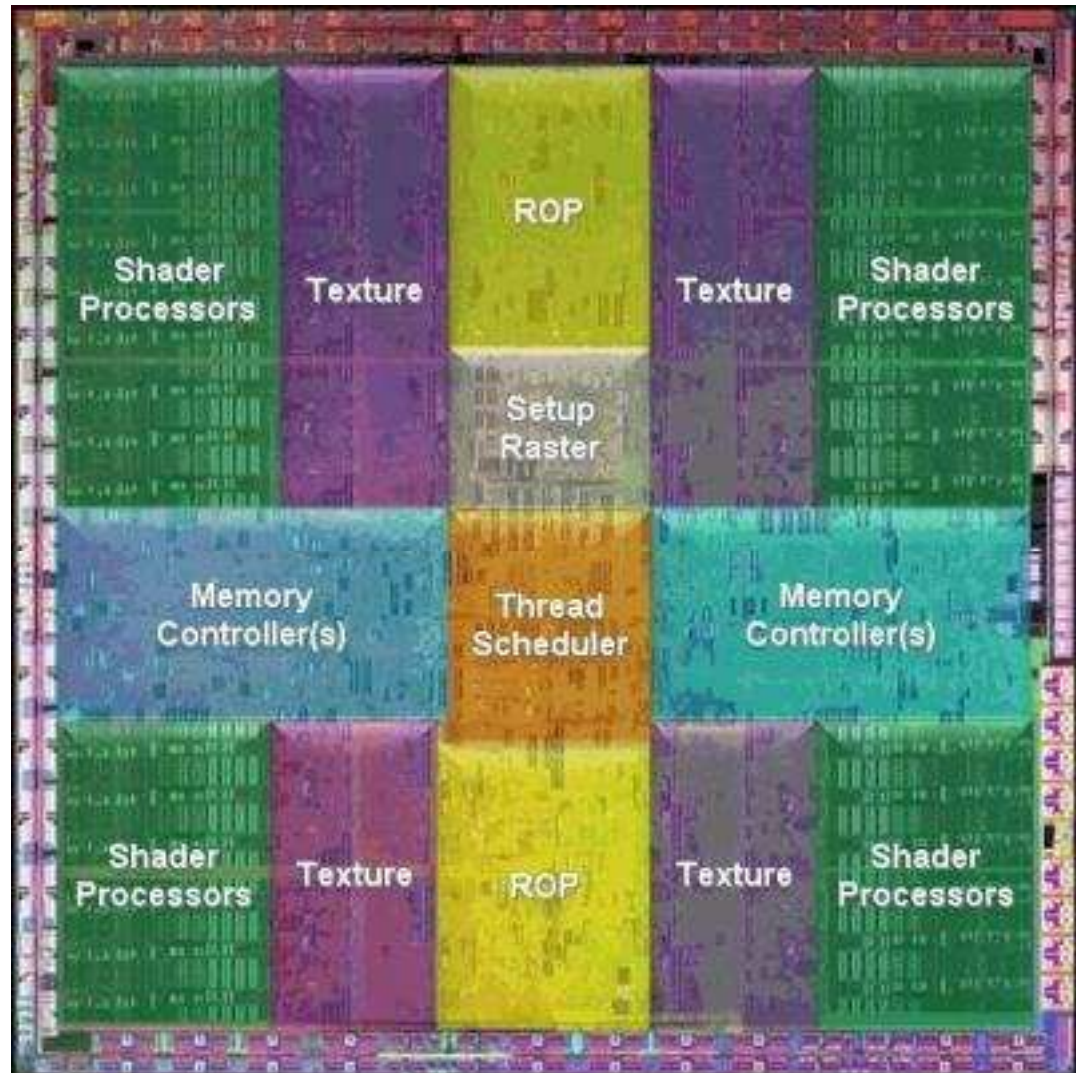 ROP
Shader
Processors
Texture
Texture
Shader
Processors
Setup
Raster
Memory
Controller(s)
Thread
Scheduler
Memory
Controller(s)
Shader
Processors
Texture
ROP
Texture
Shader
Processors